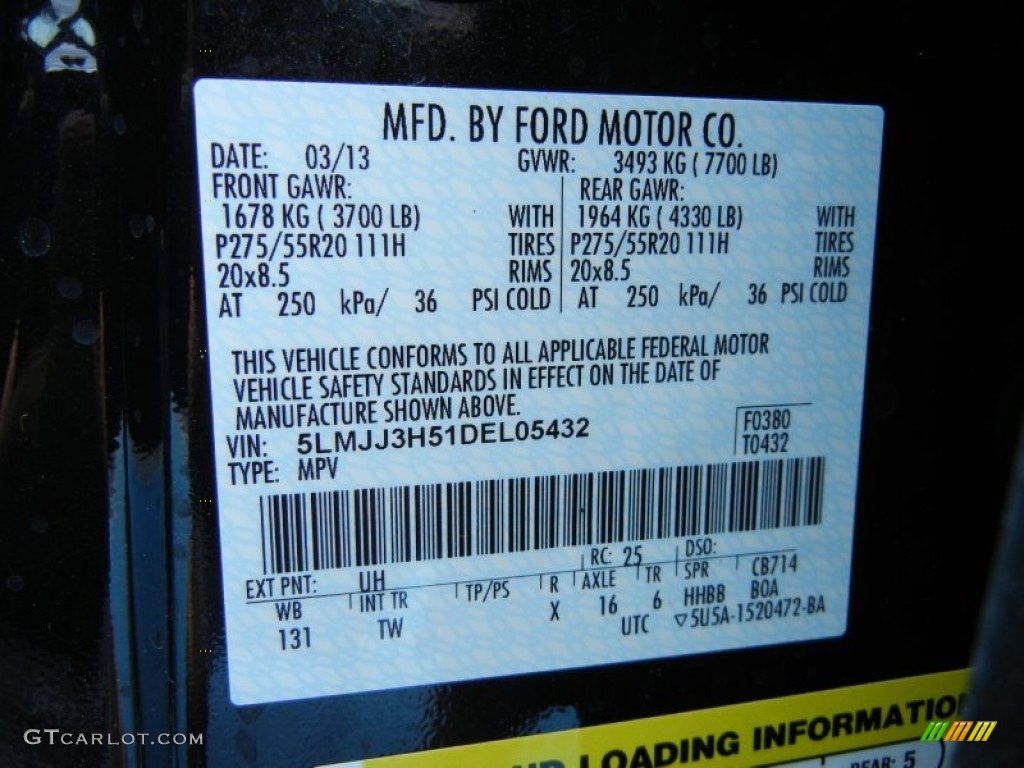 MFD. BY FORD MOTOR CO.
DATE: 03/13 GVWR: 3493 KG ( 7700 LB)
FRONT GAWR: REAR GAWR:
1678 KG ( 3700 LB) WITH 1964 KG ( 4330 LB) WITH
P275/55R20 111H TIRES P275/55R20 111H TIRES
20x8.5 RIMS 20x8.5 RIMS
AT 250 kPa/ 36 PSI COLD AT 250 kPa/ 36 PSI COLD
THIS VEHICLE CONFORMS TO ALL APPLICABLE FEDERAL MOTOR
VEHICLE SAFETY STANDARDS IN EFFECT ON THE DATE OF
MANUFACTURE SHOWN ABOVE.
VIN: 5LMJJ3H51DEL05432 F0380
TYPE: MPV T0432
EXT PNT: UH RC: 25 DSO:
WB INT TR TP/PS R AXLE TR SPR CB714
131 TW X 16 6 HHBB BOA
UTC ▽5U5A-1520472-BA
LOADING INFORMATIO
REAR: 5
GTCARLOT.COM